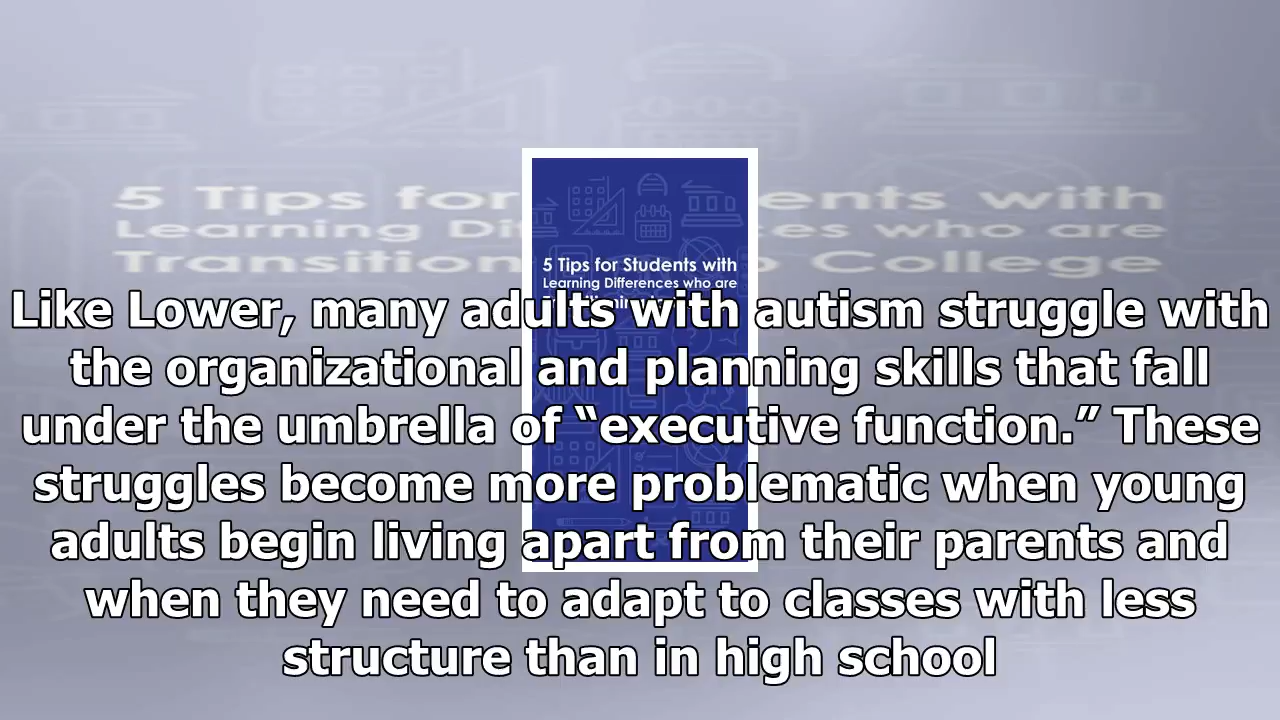 5 Tips for Students with
Learning Differences who are
Like Lower, many adults with autism struggle with
the organizational and planning skills that fall
under the umbrella of “executive function.” These
struggles become more problematic when young
adults begin living apart from their parents and
when they need to adapt to classes with less
structure than in high school